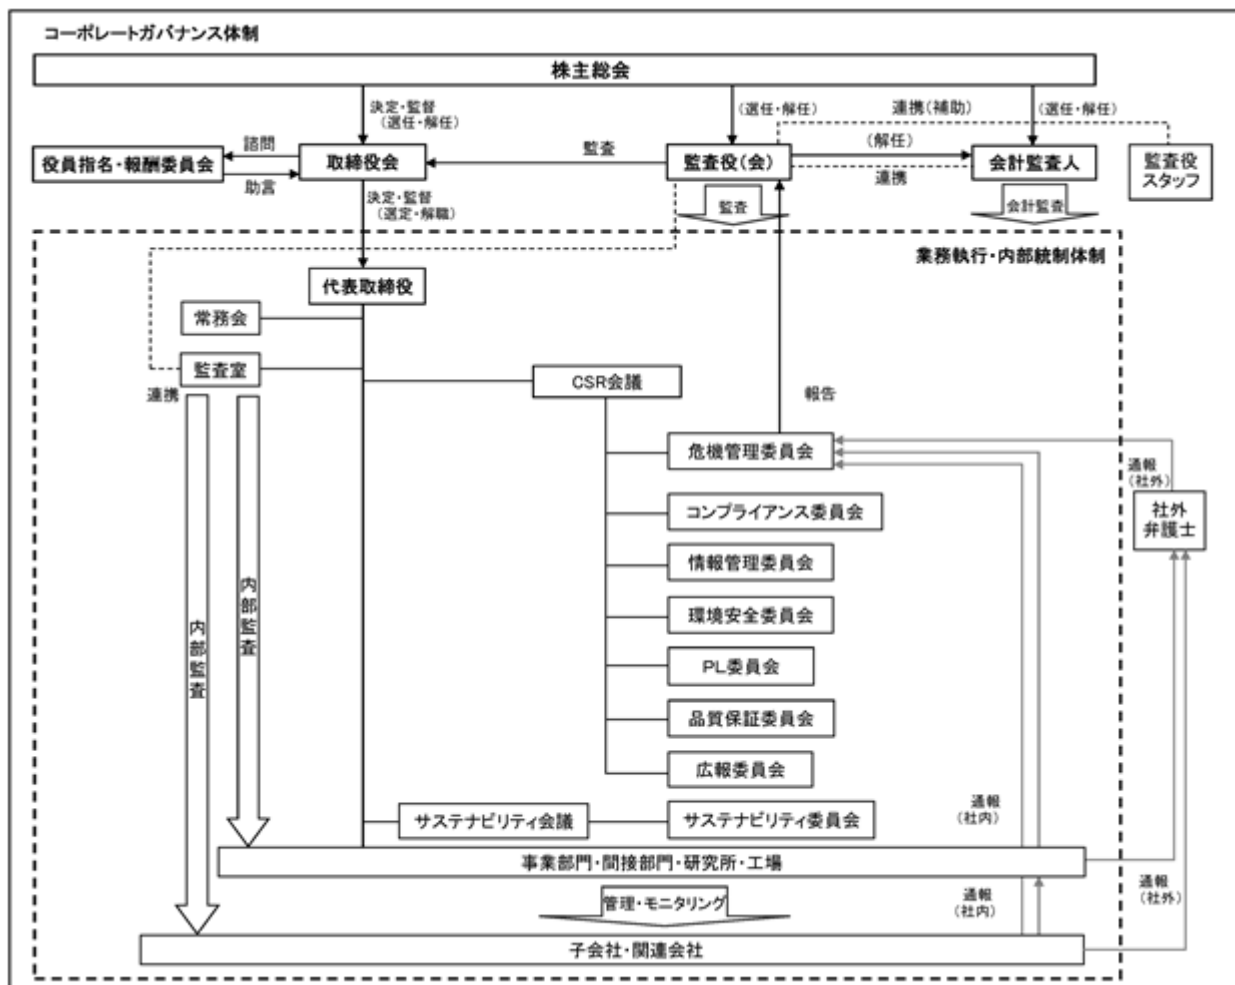 コーポレートガバナンス体制
株主総会
決定・監督
(選任・解任)
(選任・解任)
連携(補助)
(選任・解任)
役員指名・報酬委員会
諮問
助言
取締役会
監査
監査役(会)
(解任)
連携
会計監査人
監査役
スタッフ
決定・監督
(選定・解職)
監査
会計監査
業務執行・内部統制体制
代表取締役
常務会
監査室
連携
CSR会議
報告
危機管理委員会
通報
(社外)
コンプライアンス委員会
社外
弁護士
情報管理委員会
内部監査
内部監査
環境安全委員会
PL委員会
品質保証委員会
広報委員会
通報
(社内)
サステナビリティ会議
サステナビリティ委員会
事業部門・間接部門・研究所・工場
管理・モニタリング
通報
(社内)
通報
(社外)
子会社・関連会社